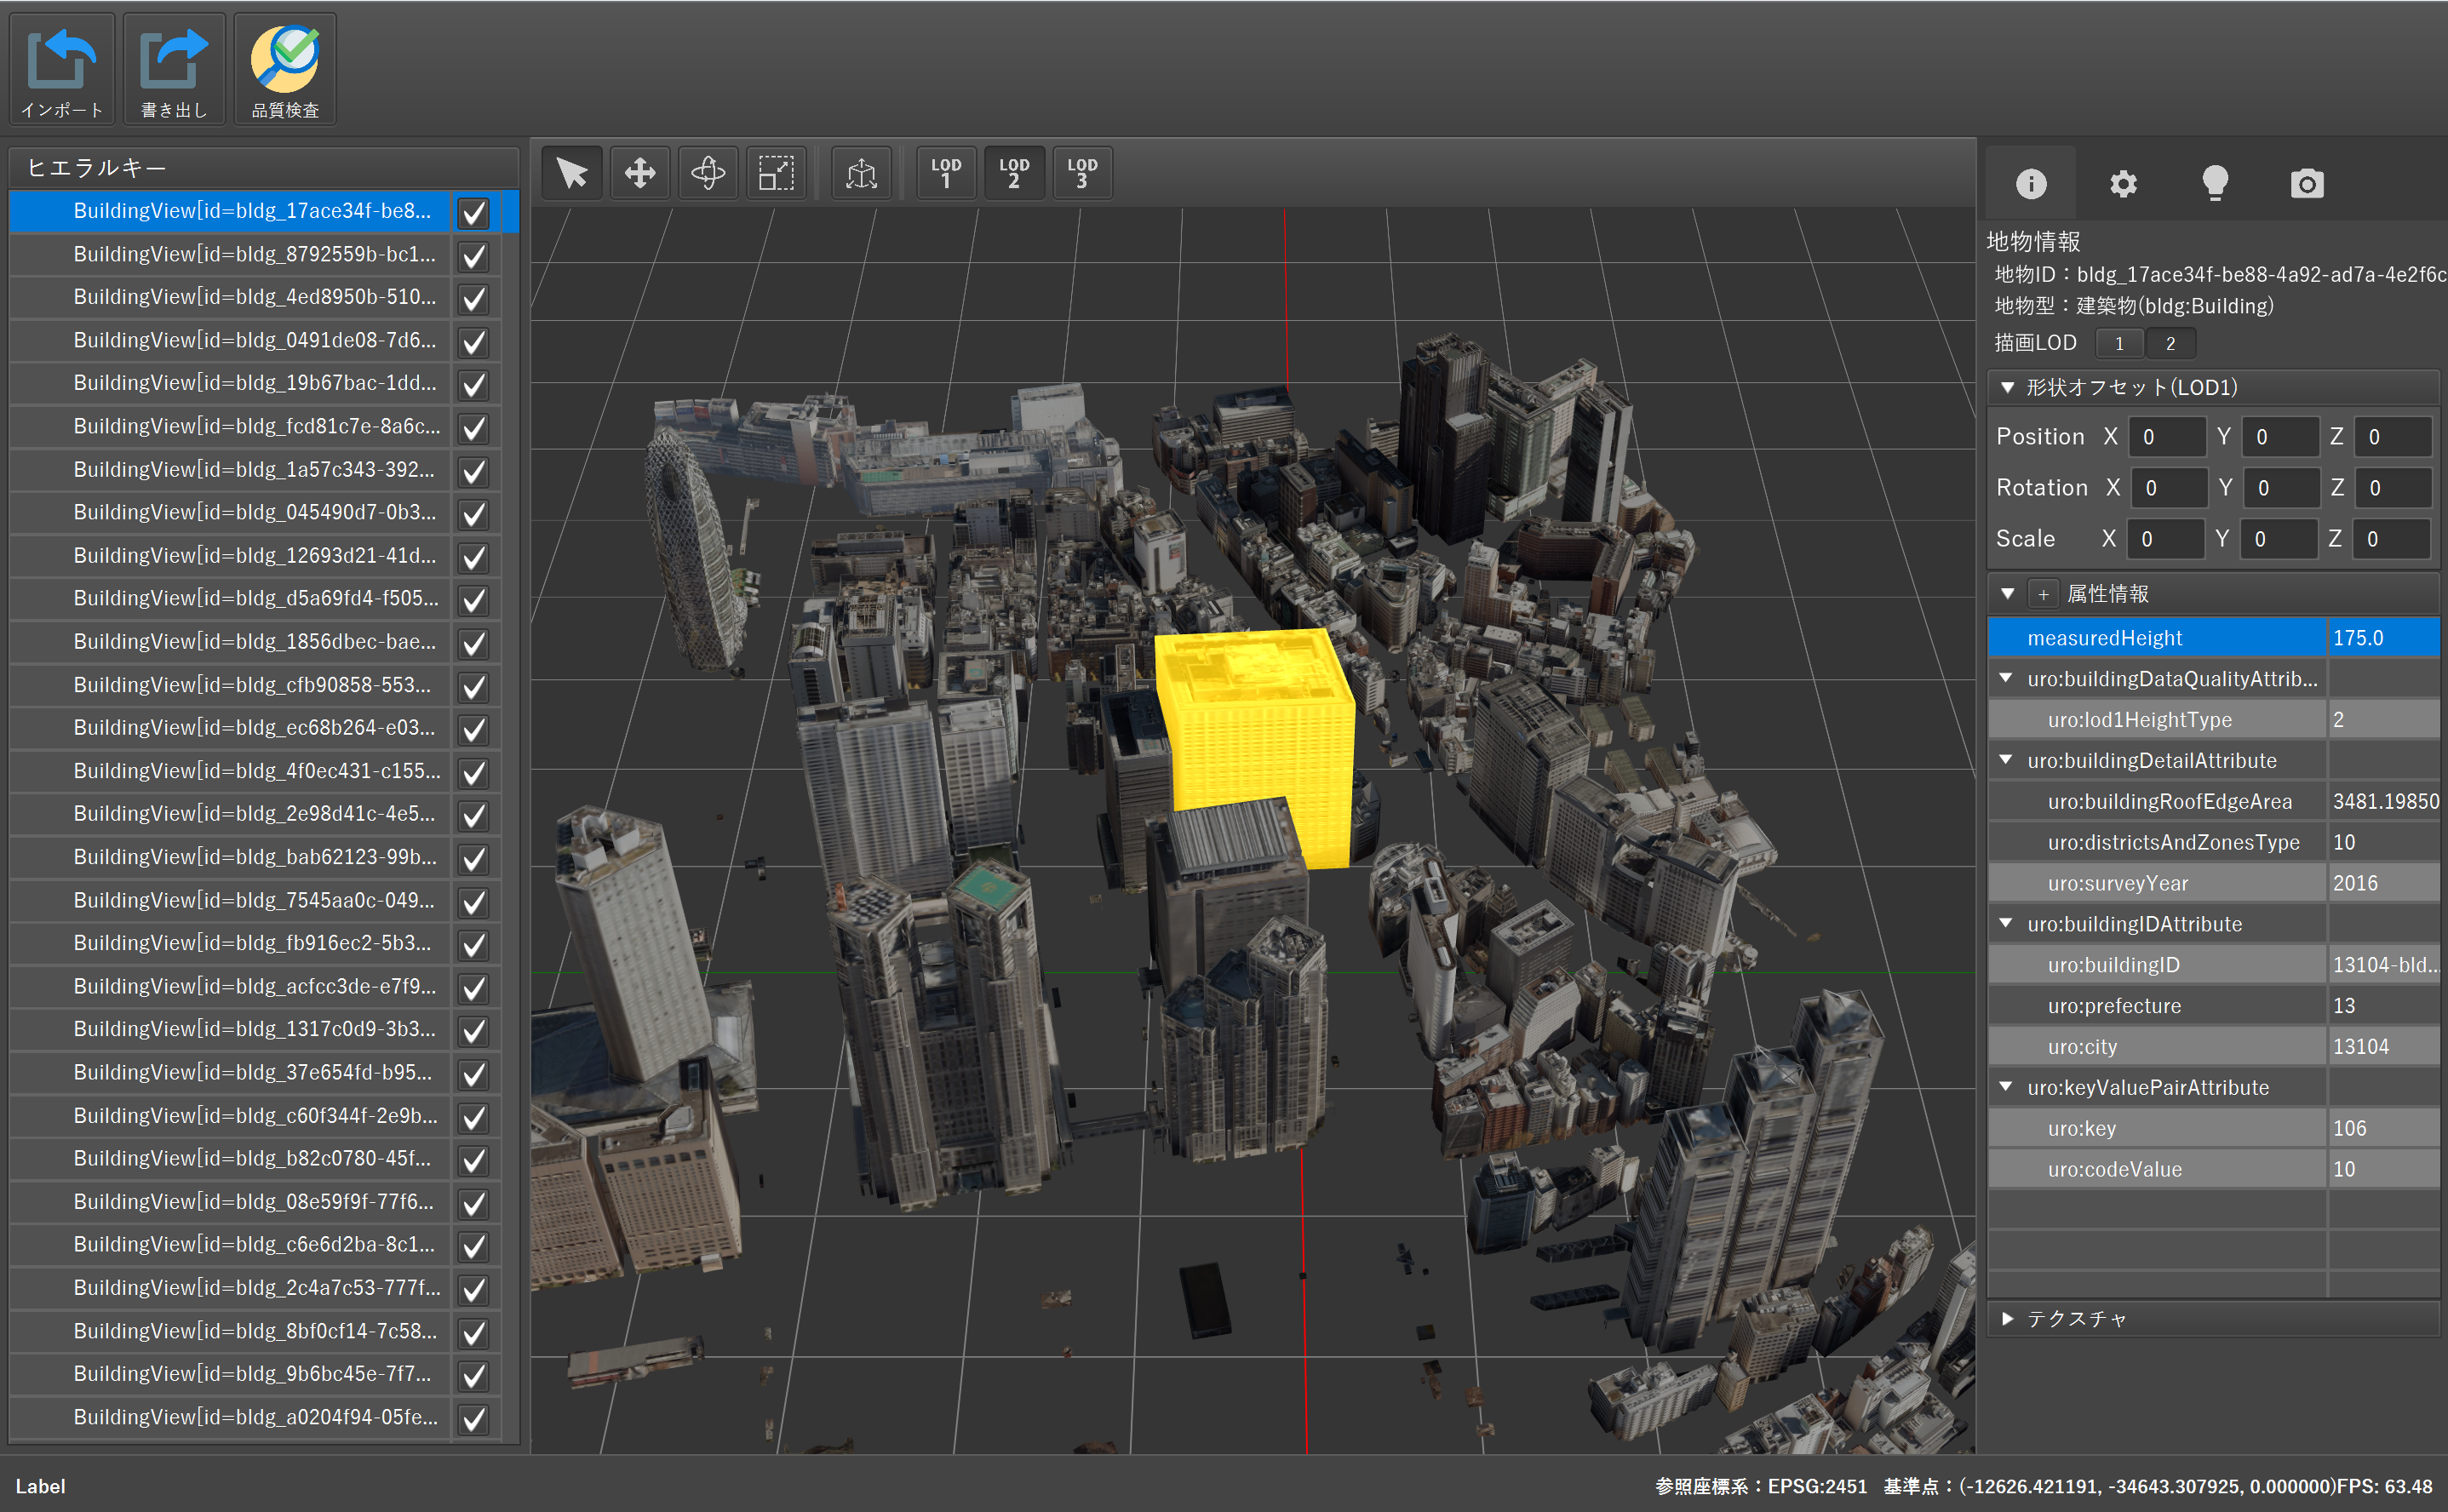 インポート 書き出し 品質検査
ヒエラルキー
BuildingView[id=bldg_17ace34f-be8...
BuildingView[id=bldg_8792559b-bc1...
BuildingView[id=bldg_4ed8950b-510...
BuildingView[id=bldg_0491de08-7d6...
BuildingView[id=bldg_19b67bac-1dd...
BuildingView[id=bldg_fcd81c7e-8a6c...
BuildingView[id=bldg_1a57c343-392...
BuildingView[id=bldg_045490d7-0b3...
BuildingView[id=bldg_12693d21-41d...
BuildingView[id=bldg_d5a69fd4-f505...
BuildingView[id=bldg_1856dbec-bae...
BuildingView[id=bldg_cfb90858-553...
BuildingView[id=bldg_ec68b264-e03...
BuildingView[id=bldg_4f0ec431-c155...
BuildingView[id=bldg_2e98d41c-4e5...
BuildingView[id=bldg_bab62123-99b...
BuildingView[id=bldg_7545aa0c-049...
BuildingView[id=bldg_fb916ec2-5b3...
BuildingView[id=bldg_acfcc3de-e7f9...
BuildingView[id=bldg_1317c0d9-3b3...
BuildingView[id=bldg_37e654fd-b95...
BuildingView[id=bldg_c60f344f-2e9b...
BuildingView[id=bldg_b82c0780-45f...
BuildingView[id=bldg_08e59f9f-77f6...
BuildingView[id=bldg_c6e6d2ba-8c1...
BuildingView[id=bldg_2c4a7c53-777f...
BuildingView[id=bldg_8bf0cf14-7c58...
BuildingView[id=bldg_9b6bc45e-7f7...
BuildingView[id=bldg_a0204f94-05fe...
LOD 1 LOD 2 LOD 3
地物情報
地物ID：bldg_17ace34f-be88-4a92-ad7a-4e2f6c
地物型：建築物(bldg:Building)
描画LOD 1 2
形状オフセット(LOD1)
Position X 0 Y 0 Z 0
Rotation X 0 Y 0 Z 0
Scale X 0 Y 0 Z 0
+ 属性情報
measuredHeight 175.0
uro:buildingDataQualityAttrib...
uro:lod1HeightType 2
uro:buildingDetailAttribute
uro:buildingRoofEdgeArea 3481.19850
uro:districtsAndZonesType 10
uro:surveyYear 2016
uro:buildingIDAttribute
uro:buildingID 13104-bld...
uro:prefecture 13
uro:city 13104
uro:keyValuePairAttribute
uro:key 106
uro:codeValue 10
テクスチャ
Label
参照座標系：EPSG:2451 基準点：(-12626.421191, -34643.307925, 0.000000)FPS: 63.48